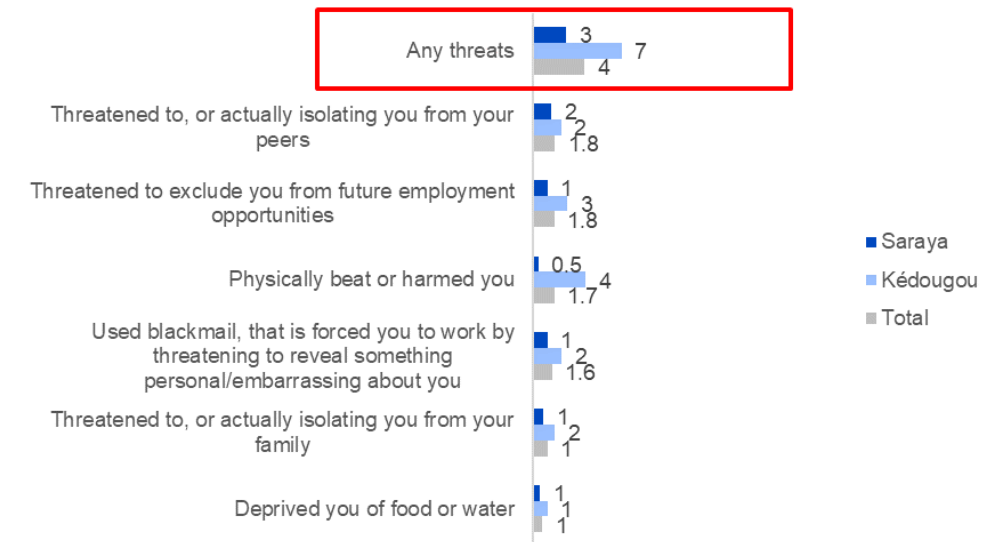 Any threats
3
7
4
Threatened to, or actually isolating you from your
peers
2
2
1.8
Threatened to exclude you from future employment
opportunities
1
3
1.8
Physically beat or harmed you
0.5
4
1.7
Used blackmail, that is forced you to work by
threatening to reveal something
personal/embarrassing about you
1
2
1.6
Threatened to, or actually isolating you from your
family
1
2
1
Deprived you of food or water
1
1
1
Saraya
Kédougou
Total